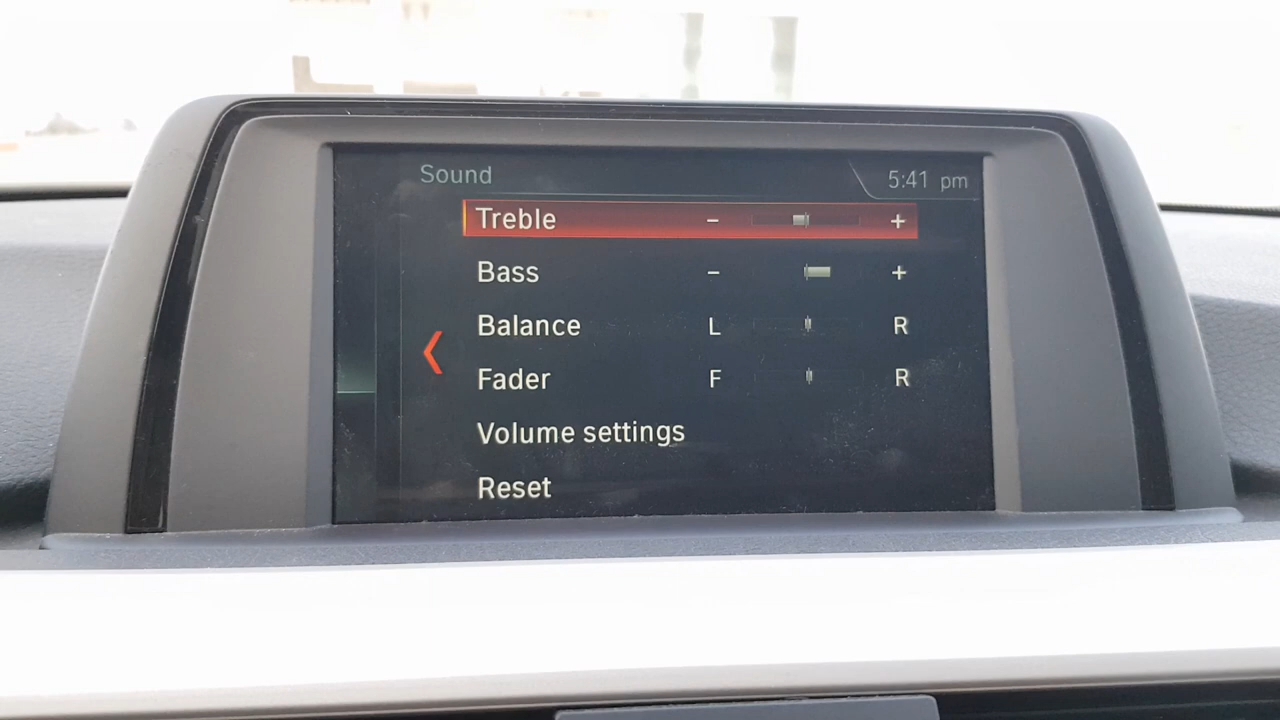 Sound 5:41 pm
Treble - +
Bass - +
Balance L R
Fader F R
Volume settings
Reset